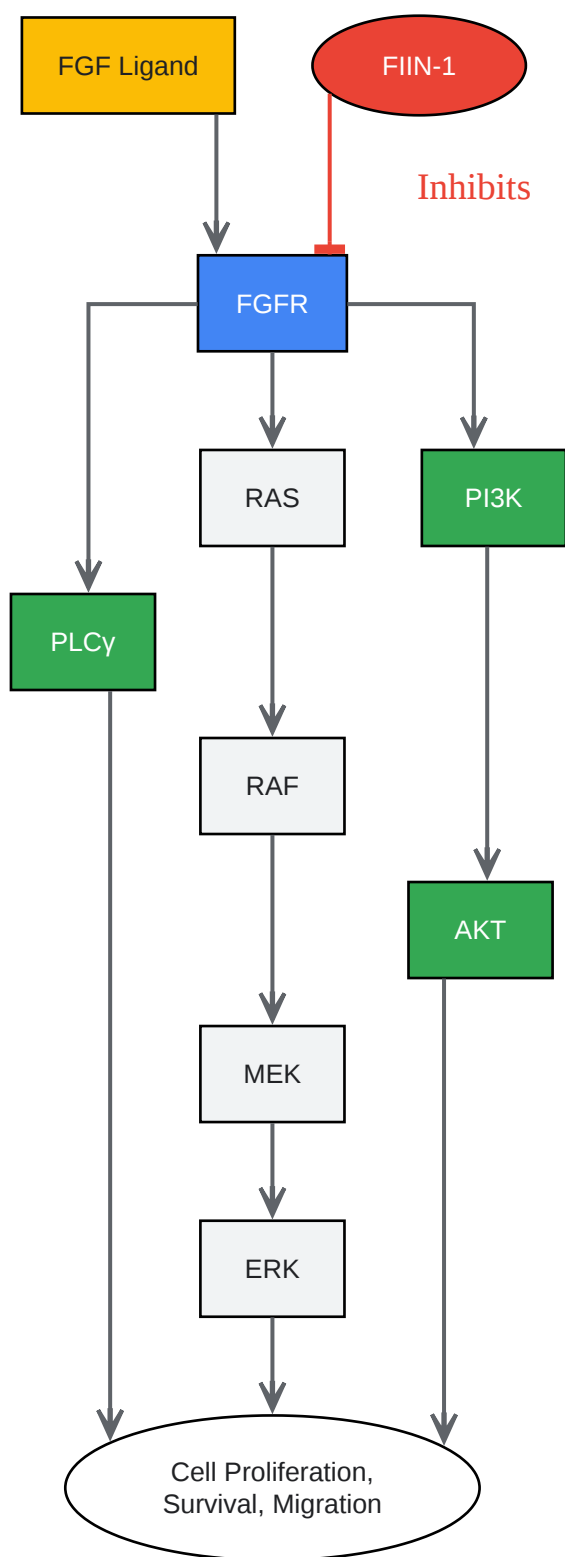 FGF Ligand
FIIN-1
Inhibits
FGFR
RAS
PI3K
PLCγ
RAF
AKT
MEK
ERK
Cell Proliferation,
Survival, Migration